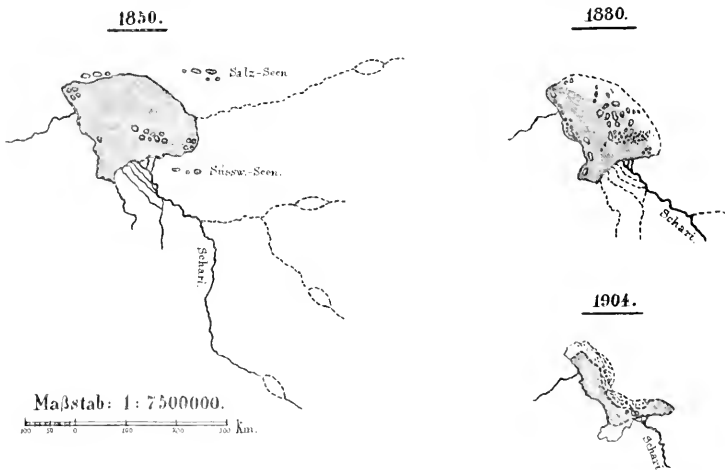 1850.
Salz-Seen
Süssw.-Seen.
Schari.
Maßstab: 1: 7500000.
100 50 0 100 200 300 Km.
1880.
Schari.
1904.
Schari